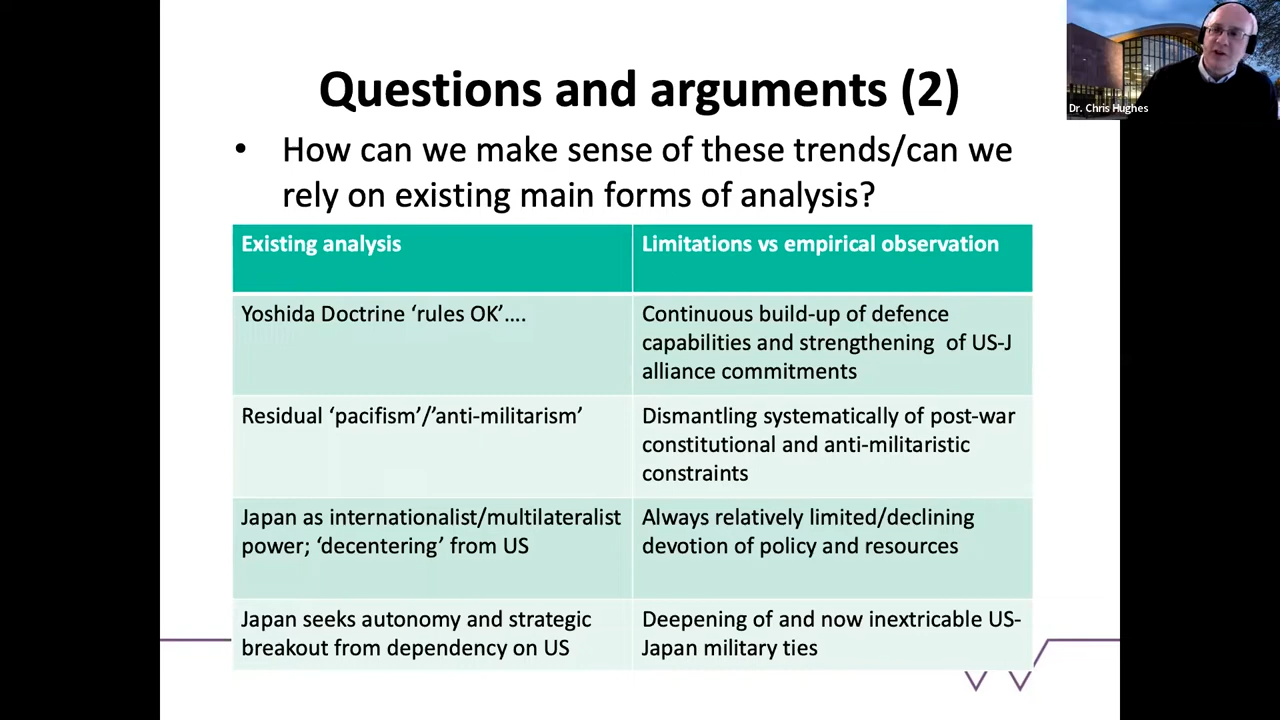 Questions and arguments (2)
• How can we make sense of these trends/can we
rely on existing main forms of analysis?
Existing analysis
Limitations vs empirical observation
Yoshida Doctrine ‘rules OK’....
Continuous build-up of defence
capabilities and strengthening of US-J
alliance commitments
Residual ‘pacifism’/’anti-militarism’
Dismantling systematically of post-war
constitutional and anti-militaristic
constraints
Japan as internationalist/multilateralist
power; ‘decentering’ from US
Always relatively limited/declining
devotion of policy and resources
Japan seeks autonomy and strategic
breakout from dependency on US
Deepening of and now inextricable US-
Japan military ties
Dr. Chris Hughes